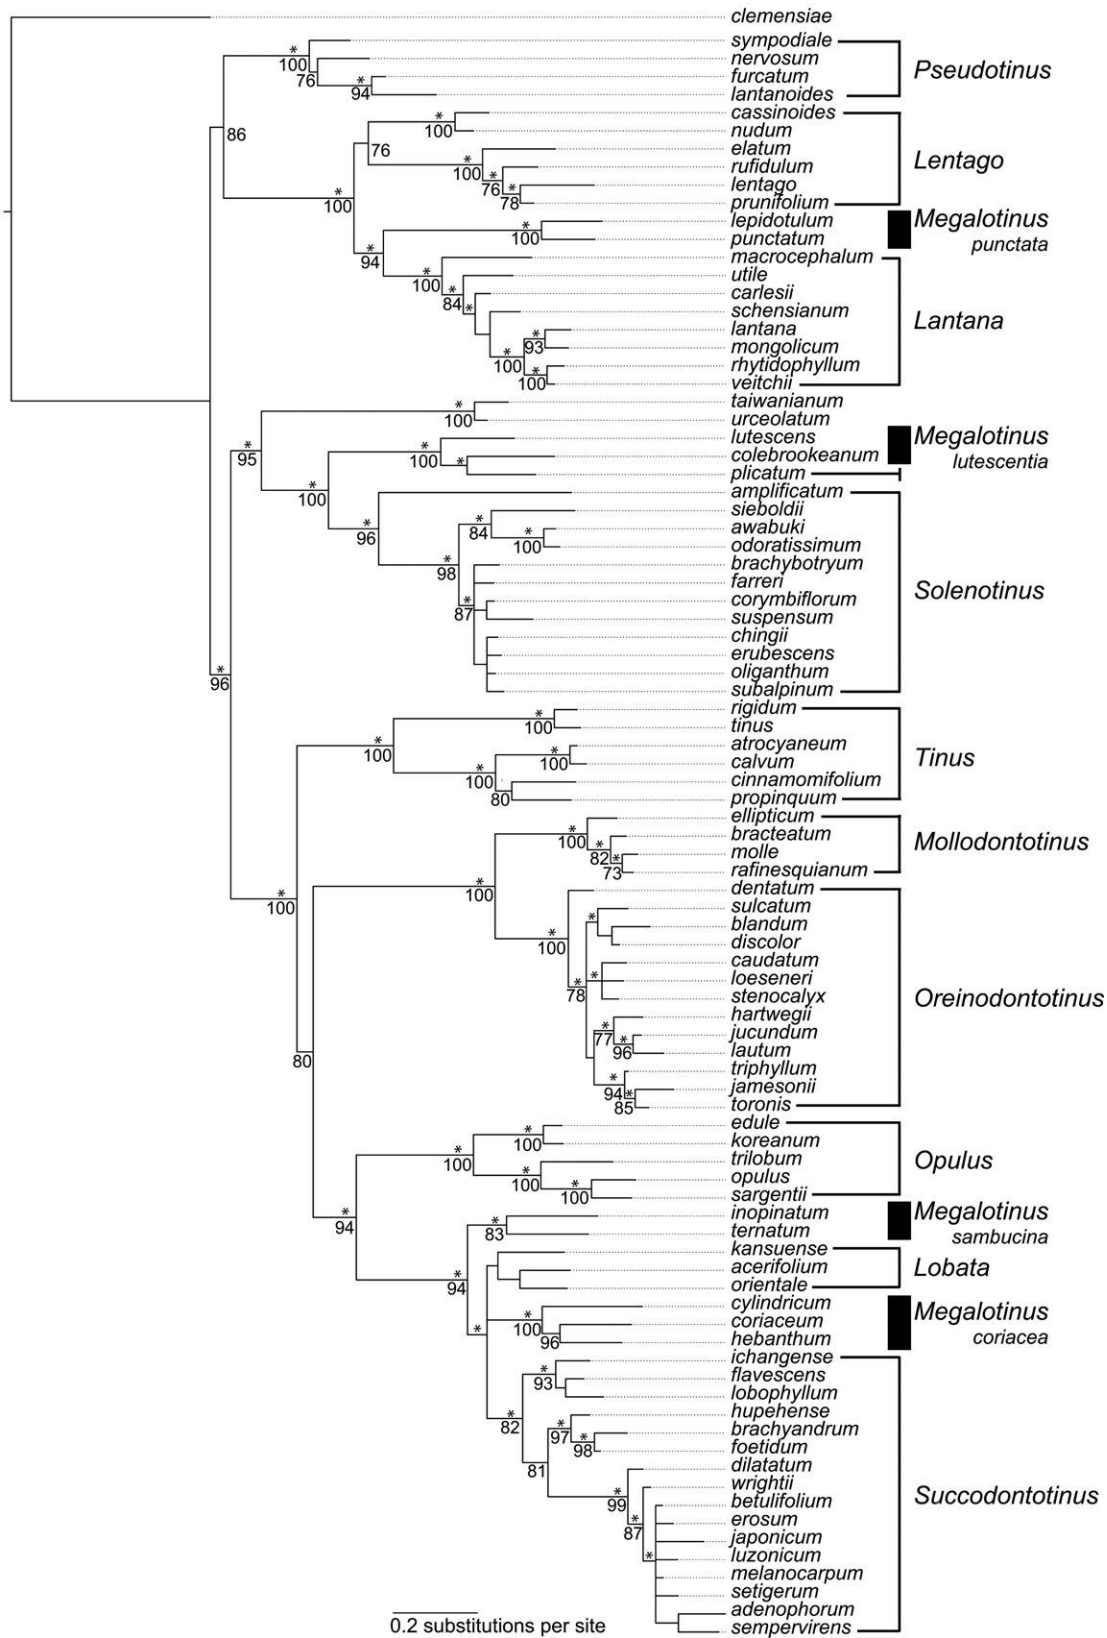 clemensiae
sympodiale
* nervosum
100 Pseudotinus
76 * furcatum
94 lantanoides
* cassinoides
100 nudum
86 76 elatum
* rufidulum Lentago
100 * lentago
76 *
78 prunifolium
* lepidotulum Megalotinus
100 * punctatum punctata
100
* macrocephalum
94 * utile
100 * carlesii
84 * schensianum
* lantana Lantana
* 93 mongolicum
100 * rhytidophyllum
100 veitchii
* taiwanianum
100 urceolatum
* lutescens Megalotinus
95 * colebrookeanum lutescentia
100 * plicatum
* amplificatum
100 * sieboldii
* 84 * awabuki
96 100 odoratissimum
* brachybotryum
98 * farreri Solenotinus
87 corymbiflorum
suspensum
chingii
erubescens
* oliganthum
96 subalpinum
* rigidum
100 tinus
* * atrocyaneum
100 100 calvum Tinus
* cinnamomifolium
100 80 propinquum
* ellipticum
100 * bracteatum Mollodontotinus
82 * molle
* 73 rafinesquianum
100 dentatum
* * sulcatum
100 * blandum
100 discolor
* caudatum
* loeseneri
78 stenocalyx Oreinodontotinus
* hartwegii
77 * jucundum
80 96 lautum
* triphyllum
94 * jamesonii
85 toronis
* edule
* 100 koreanum
100 * trilobum Opulus
100 * opulus
100 sargentii
* * inopinatum Megalotinus
94 83 ternatum sambucina
* kansuense
94 acerifolium Lobata
orientale
* cylindricum Megalotinus
* 100 coriaceum coriacea
96 hebanthum
* ichangense
93 flavescens
* lobophyllum
82 * hupehense
97 * brachyandrum
81 98 foetidum
* dilatatum
99 * wrightii
87 betulifolium Succodontotinus
erosum
japonicum
* luzonicum
melanocarpum
setigerum
adenophorum
0.2 substitutions per site sempervirens